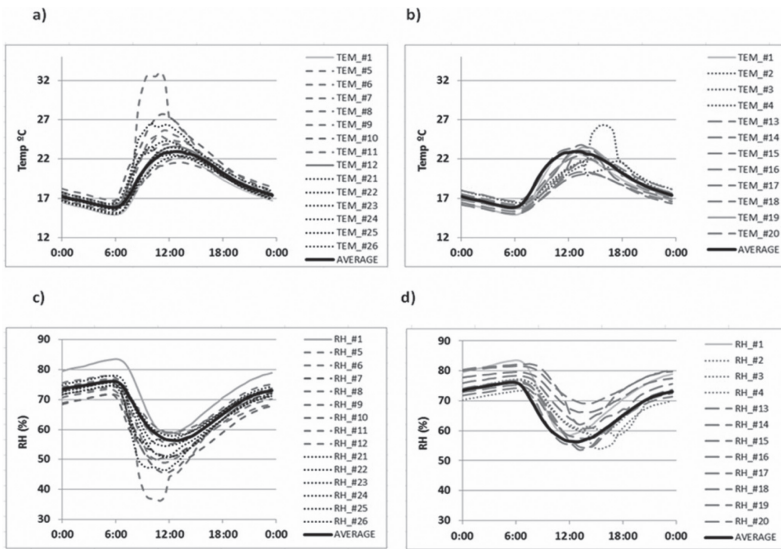 a)
Temp ºC
32
27
22
17
12
0:00 6:00 12:00 18:00 0:00
TEM_#1
TEM_#5
TEM_#6
TEM_#7
TEM_#8
TEM_#9
TEM_#10
TEM_#11
TEM_#12
TEM_#21
TEM_#22
TEM_#23
TEM_#24
TEM_#25
TEM_#26
AVERAGE
b)
Temp ºC
32
27
22
17
12
0:00 6:00 12:00 18:00 0:00
TEM_#1
TEM_#2
TEM_#3
TEM_#4
TEM_#13
TEM_#14
TEM_#15
TEM_#16
TEM_#17
TEM_#18
TEM_#19
TEM_#20
AVERAGE
c)
RH (%)
90
80
70
60
50
40
30
0:00 6:00 12:00 18:00 0:00
RH_#1
RH_#5
RH_#6
RH_#7
RH_#8
RH_#9
RH_#10
RH_#11
RH_#12
RH_#21
RH_#22
RH_#23
RH_#24
RH_#25
RH_#26
AVERAGE
d)
RH (%)
90
80
70
60
50
40
30
0:00 6:00 12:00 18:00 0:00
RH_#1
RH_#2
RH_#3
RH_#4
RH_#13
RH_#14
RH_#15
RH_#16
RH_#17
RH_#18
RH_#19
RH_#20
AVERAGE